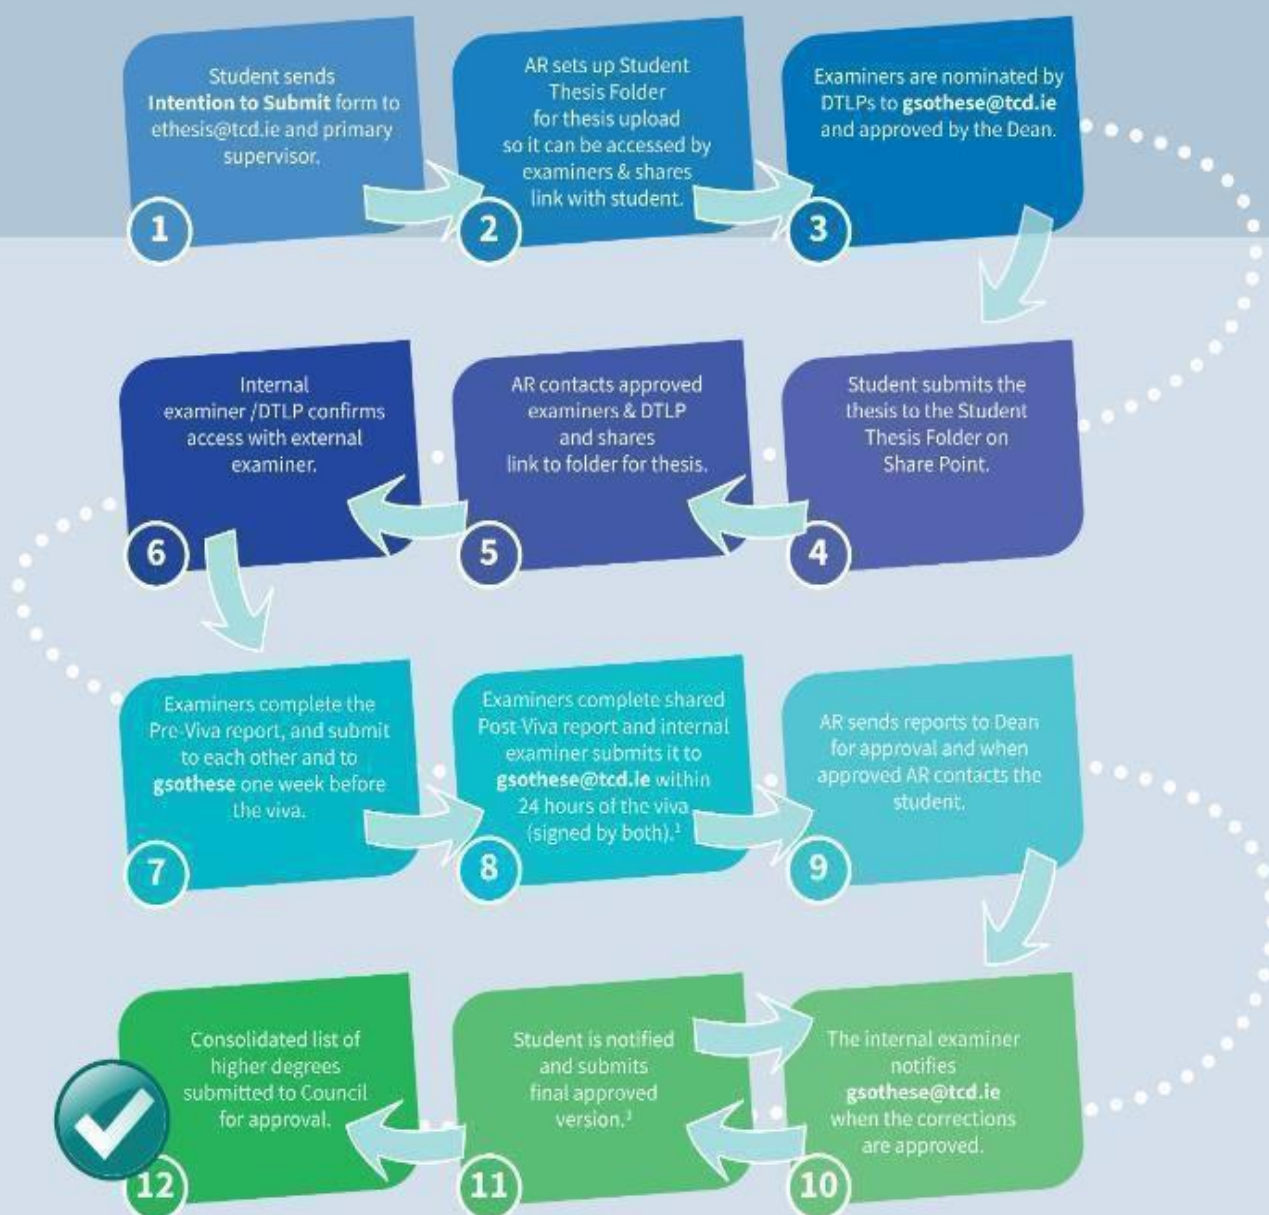 Student sends
Intention to Submit form to
ethesis@tcd.ie and primary
supervisor.
1
AR sets up Student
Thesis Folder
for thesis upload
so it can be accessed by
examiners & shares
link with student.
2
Examiners are nominated by
DTLPs to gsothese@tcd.ie
and approved by the Dean.
3
Student submits the
thesis to the Student
Thesis Folder on
Share Point.
4
AR contacts approved
examiners & DTLP
and shares
link to folder for thesis.
5
Internal
examiner /DTLP confirms
access with external
examiner.
6
Examiners complete the
Pre-Viva report, and submit
to each other and to
gsothese one week before
the viva.
7
Examiners complete shared
Post-Viva report and internal
examiner submits it to
gsothese@tcd.ie within
24 hours of the viva
(signed by both).
8
AR sends reports to Dean
for approval and when
approved AR contacts the
student.
9
The internal examiner
notifies
gsothese@tcd.ie
when the corrections
are approved.
10
Student is notified
and submits
final approved
version.
11
Consolidated list of
higher degrees
submitted to Council
for approval.
12